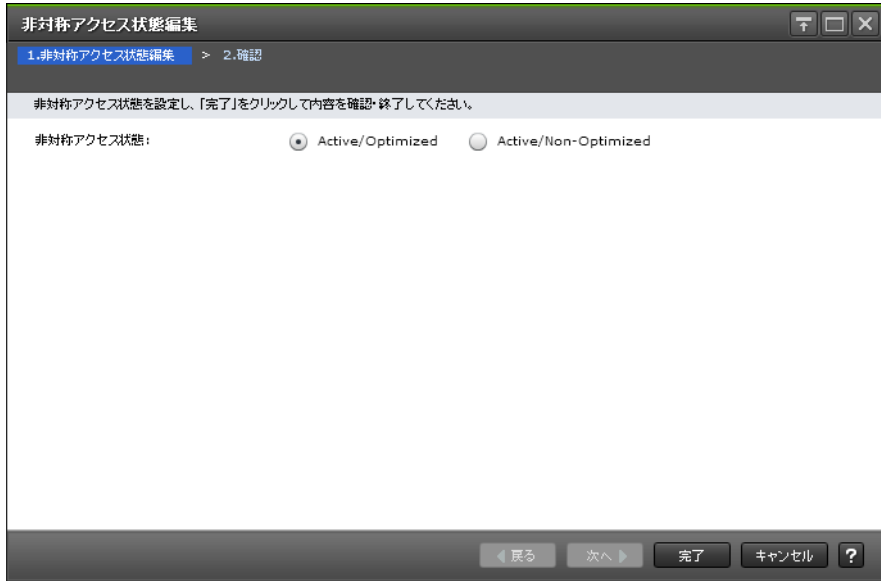 非対称アクセス状態編集
1.非対称アクセス状態編集 > 2.確認
非対称アクセス状態を設定し、「完了」をクリックして内容を確認・終了してください。
非対称アクセス状態: Active/Optimized Active/Non-Optimized
戻る 次へ 完了 キャンセル ?